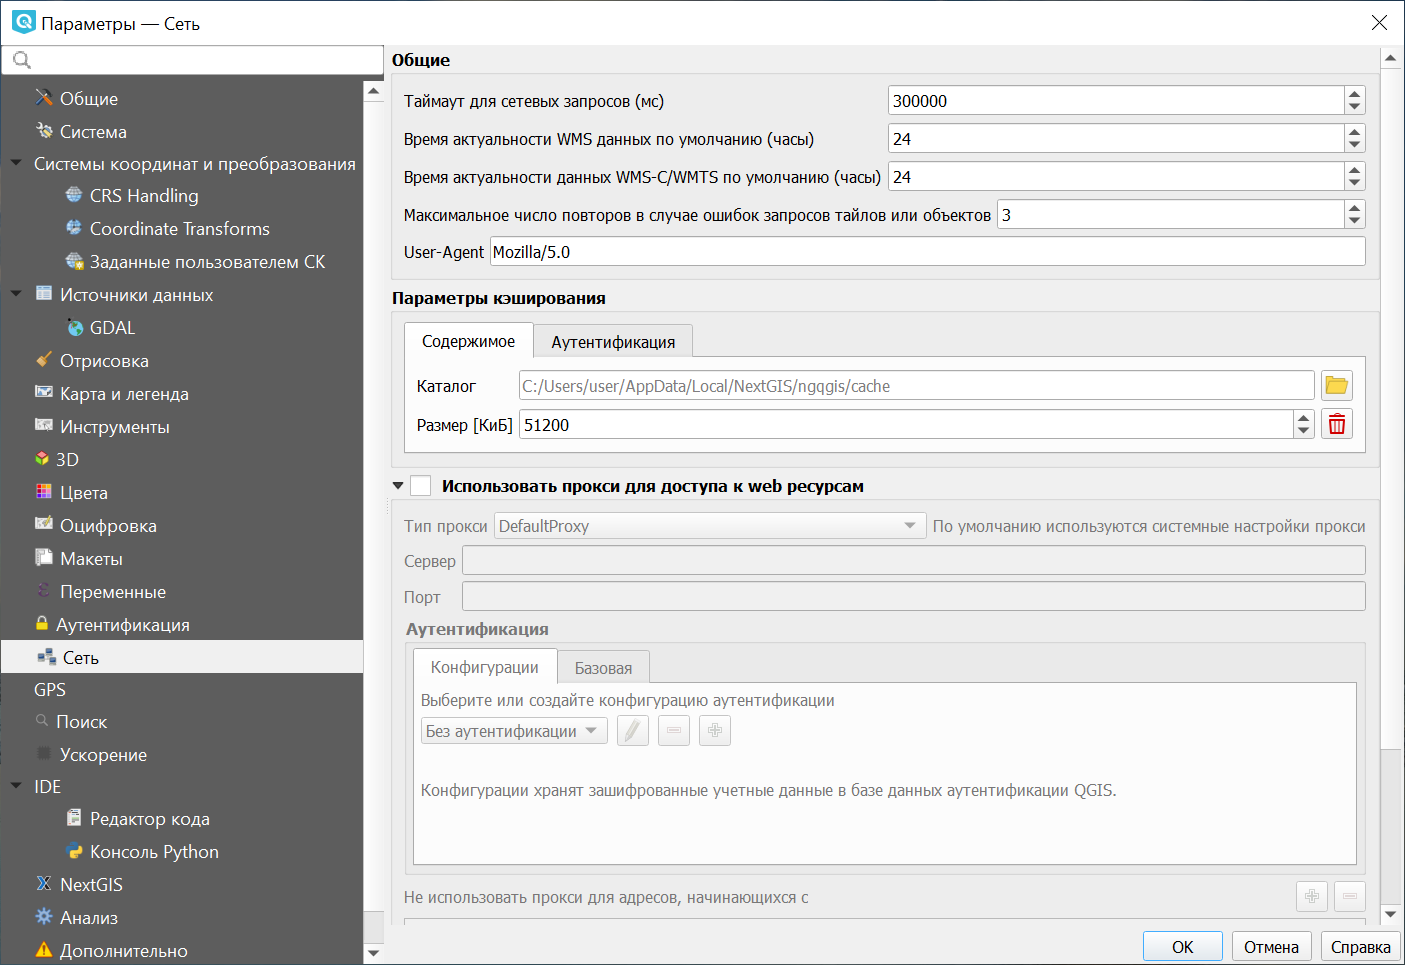 Параметры — Сеть
Общие
Система
Системы координат и преобразования
CRS Handling
Coordinate Transforms
Заданные пользователем СК
Источники данных
GDAL
Отрисовка
Карта и легенда
Инструменты
3D
Цвета
Оцифровка
Макеты
Переменные
Аутентификация
Сеть
GPS
Поиск
Ускорение
IDE
Редактор кода
Консоль Python
NextGIS
Анализ
Дополнительно
Общие
Таймаут для сетевых запросов (мс) 300000
Время актуальности WMS данных по умолчанию (часы) 24
Время актуальности данных WMS-C/WMTS по умолчанию (часы) 24
Максимальное число повторов в случае ошибок запросов тайлов или объектов 3
User-Agent Mozilla/5.0
Параметры кэширования
Содержимое Аутентификация
Каталог C:/Users/user/AppData/Local/NextGIS/ngqgis/cache
Размер [КиБ] 51200
Использовать прокси для доступа к web ресурсам
Тип прокси DefaultProxy По умолчанию используются системные настройки прокси
Сервер
Порт
Аутентификация
Конфигурации Базовая
Выберите или создайте конфигурацию аутентификации
Без аутентификации
Конфигурации хранят зашифрованные учетные данные в базе данных аутентификации QGIS.
Не использовать прокси для адресов, начинающихся с
OK Отмена Справка